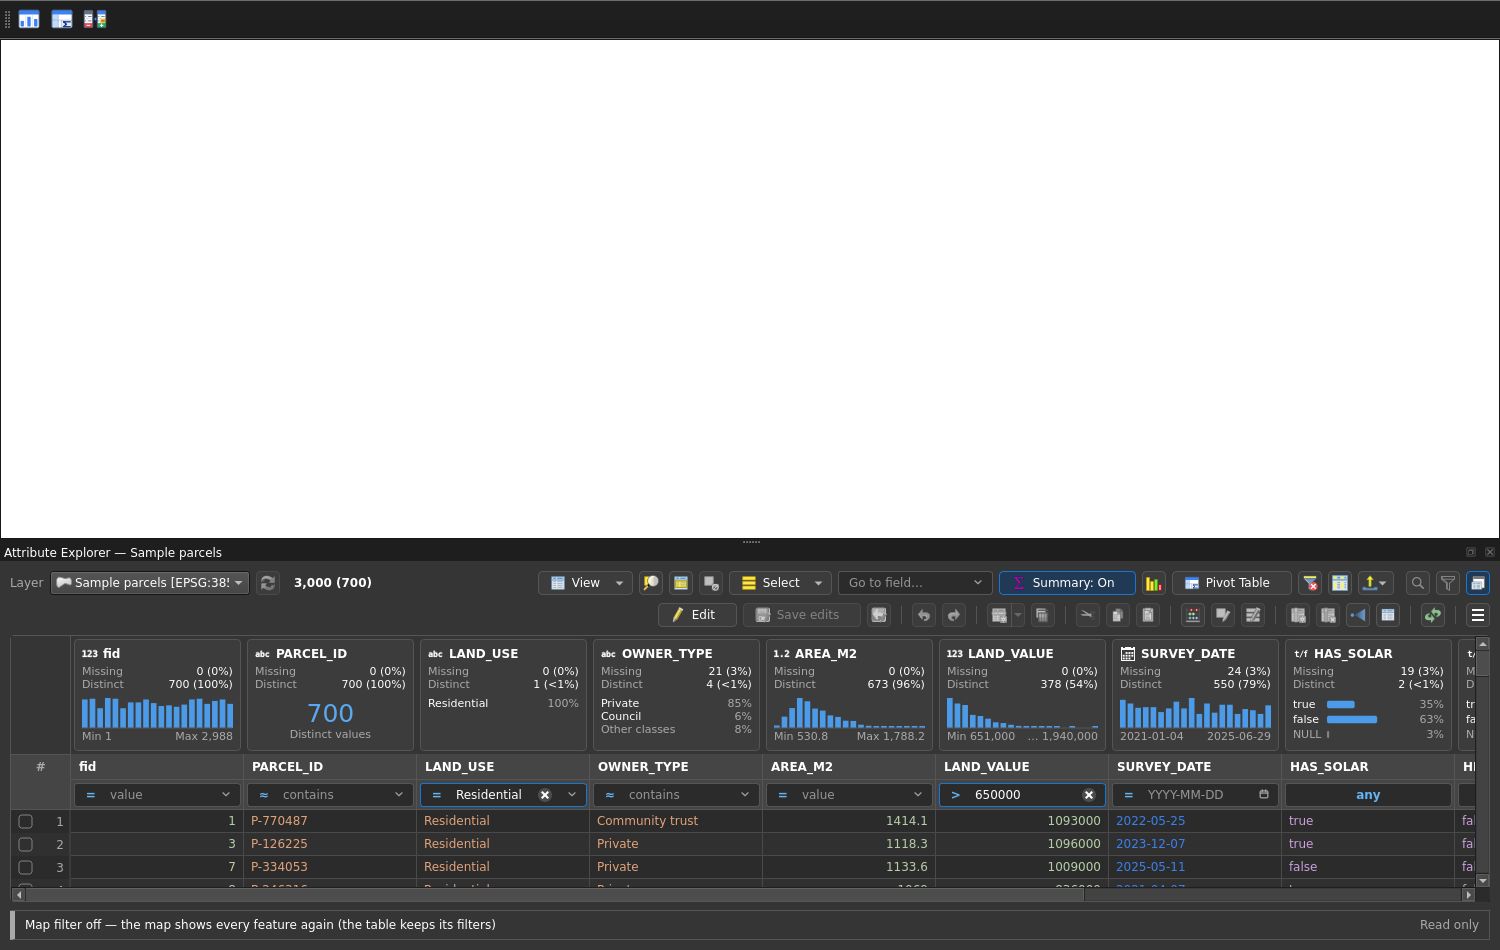 Attribute Explorer — Sample parcels
Layer Sample parcels [EPSG:385 3,000 (700) View Select Go to field... Summary: On Pivot Table
Edit Save edits
123 fid abc PARCEL_ID abc LAND_USE abc OWNER_TYPE 1.2 AREA_M2 123 LAND_VALUE SURVEY_DATE t/f HAS_SOLAR
Missing 0 (0%) Missing 0 (0%) Missing 0 (0%) Missing 21 (3%) Missing 0 (0%) Missing 0 (0%) Missing 24 (3%) Missing 19 (3%)
Distinct 700 (100%) Distinct 700 (100%) Distinct 1 (<1%) Distinct 4 (<1%) Distinct 673 (96%) Distinct 378 (54%) Distinct 550 (79%) Distinct 2 (<1%)
700 Residential 100% Private 85% true 35%
Council 6% false 63%
Distinct values Other classes 8% NULL 3%
Min 1 Max 2,988 Min 530.8 Max 1,788.2 Min 651,000 ... 1,940,000 2021-01-04 2025-06-29
# fid PARCEL_ID LAND_USE OWNER_TYPE AREA_M2 LAND_VALUE SURVEY_DATE HAS_SOLAR
= value ≈ contains = Residential ≈ contains = value > 650000 = YYYY-MM-DD any
1 1 P-770487 Residential Community trust 1414.1 1093000 2022-05-25 true
2 3 P-126225 Residential Private 1118.3 1096000 2023-12-07 true
3 7 P-334053 Residential Private 1133.6 1009000 2025-05-11 false
Map filter off — the map shows every feature again (the table keeps its filters) Read only